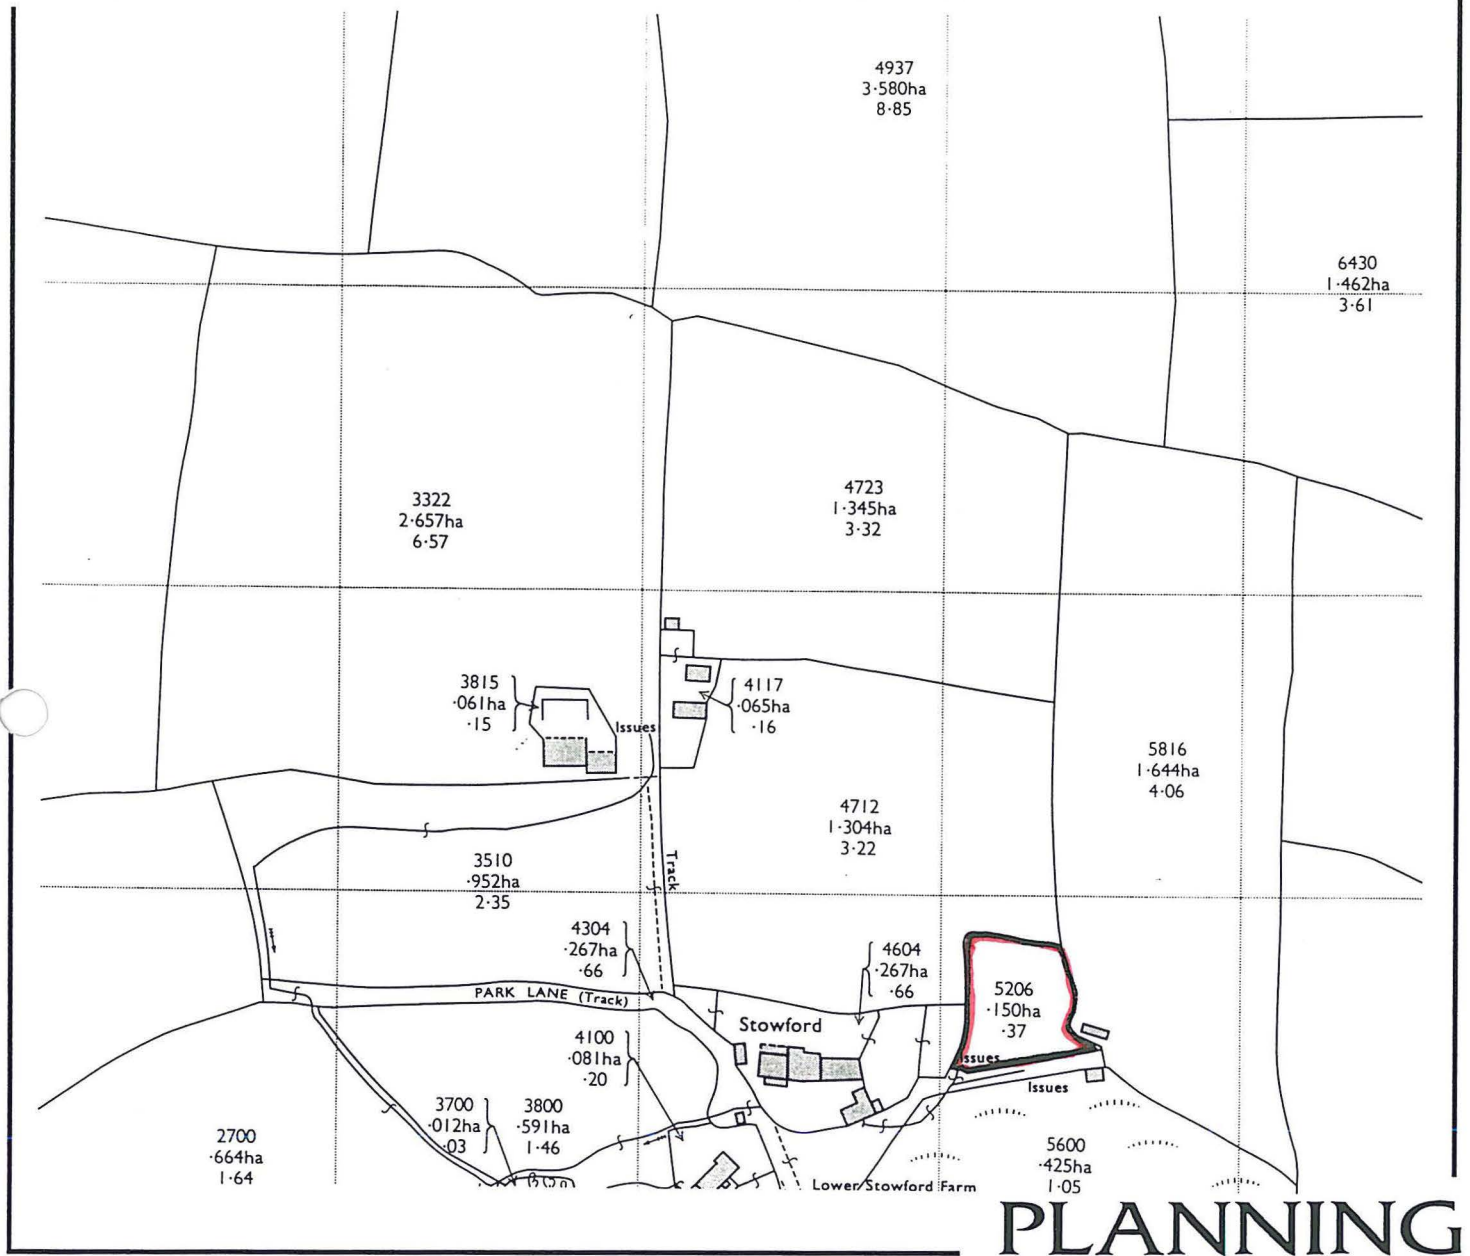 4937
3·580ha
8·85
6430
1·462ha
3·61
3322
2·657ha
6·57
4723
1·345ha
3·32
3815
·061ha
·15
4117
·065ha
·16
Issues
5816
1·644ha
4·06
4712
1·304ha
3·22
3510
·952ha
2·35
Track
4304
·267ha
·66
4604
·267ha
·66
5206
·150ha
·37
PARK LANE (Track)
Stowford
4100
·081ha
·20
Issues
Issues
3700
·012ha
·03
3800
·591ha
1·46
2700
·664ha
1·64
5600
·425ha
1·05
Lower Stowford Farm
PLANNING